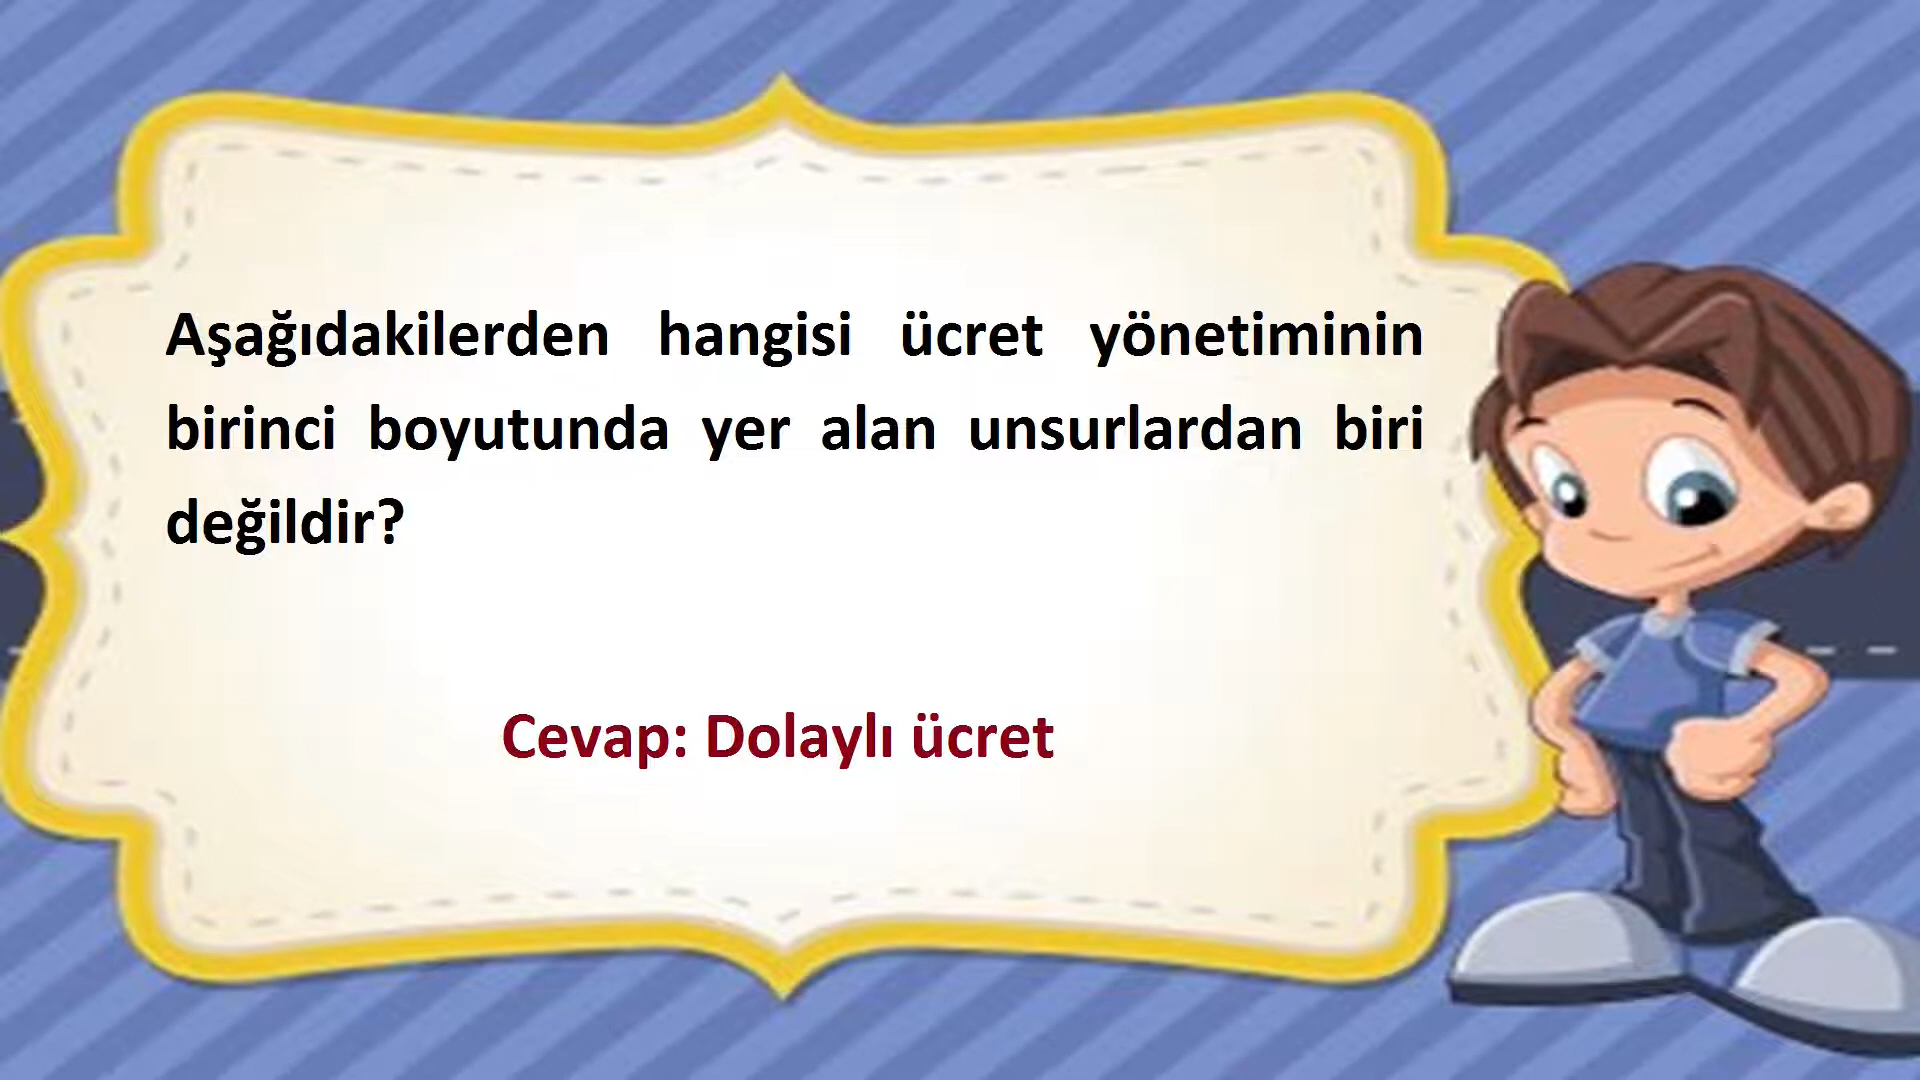 Aşağıdakilerden hangisi ücret yönetiminin
birinci boyutunda yer alan unsurlardan biri
değildir?
Cevap: Dolaylı ücret